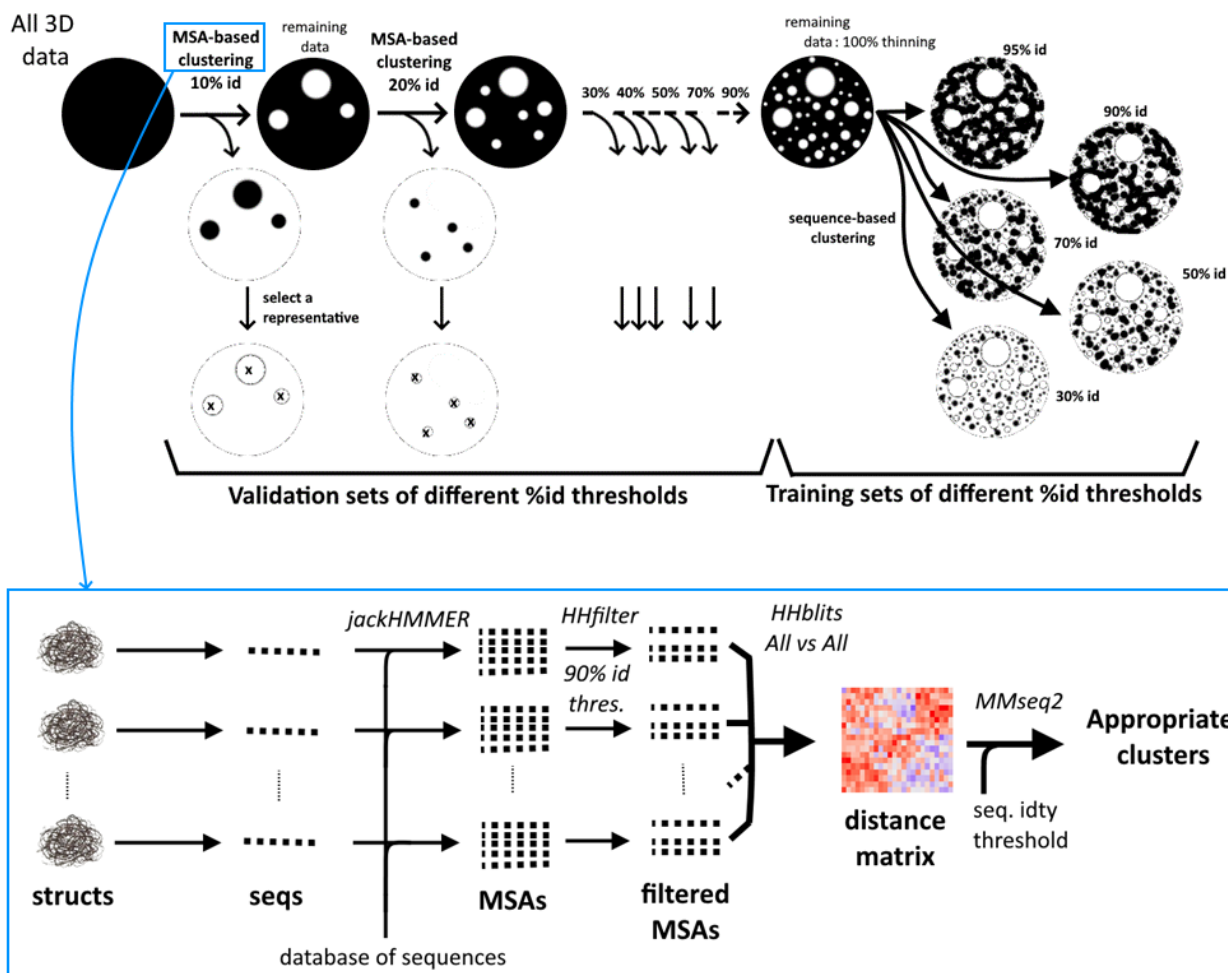 All 3D
data
MSA-based
clustering
10% id
remaining
data
MSA-based
clustering
20% id
30% 40% 50% 70% 90%
remaining
data : 100% thinning
95% id
90% id
sequence-based
clustering
70% id
50% id
30% id
select a
representative
x
x
x
x
x
x
x
Validation sets of different %id thresholds
Training sets of different %id thresholds
jackHMMER
HHfilter
90% id
thres.
HHblits
All vs All
MMseq2
Appropriate
clusters
seq. idty
threshold
distance
matrix
structs
seqs
MSAs
filtered
MSAs
database of sequences